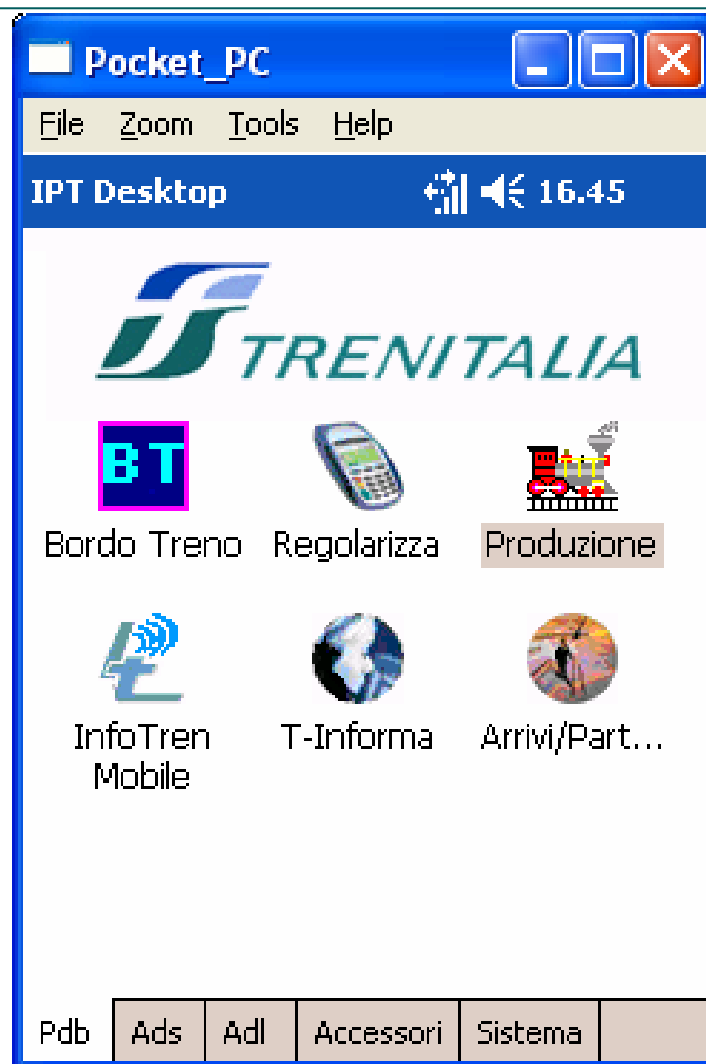 Pocket_PC
File Zoom Tools Help
IPT Desktop 16.45
TRENITALIA
BT
Bordo Treno Regolarizza Produzione
InfoTren T-Informa Arrivi/Part...
Mobile
Pdb Ads Adl Accessori Sistema